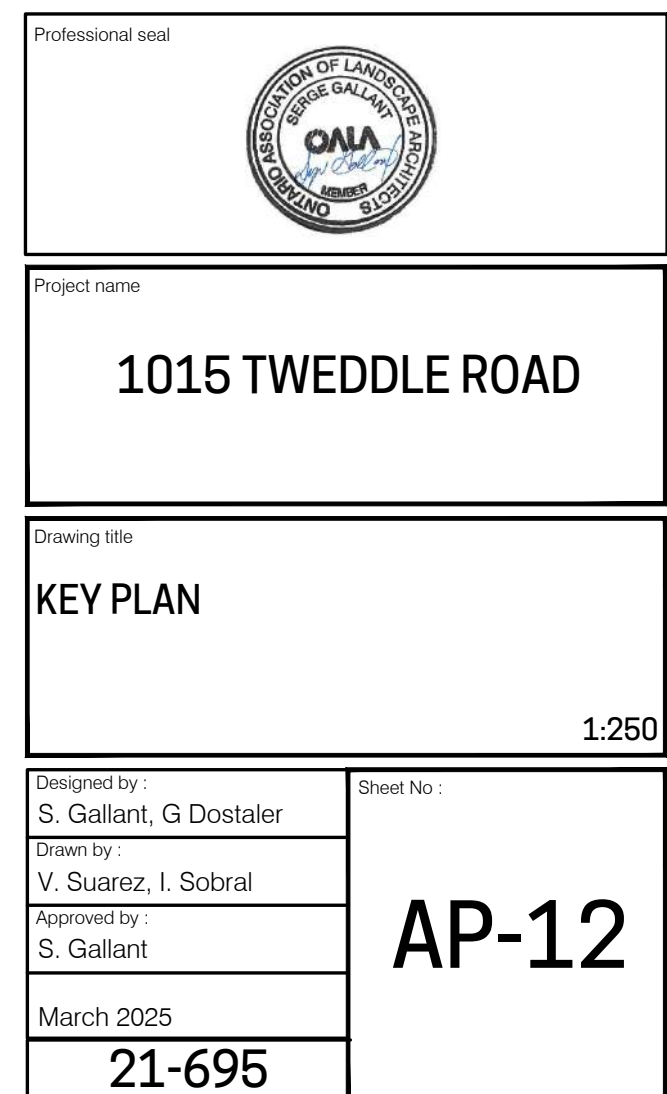 Professional seal
ONTARIO ASSOCIATION OF LANDSCAPE ARCHITECTS
SERGE GALLANT
OALA
MEMBER
Project name
1015 TWEDDLE ROAD
Drawing title
KEY PLAN
1:250
Designed by :
S. Gallant, G Dostaler
Drawn by :
V. Suarez, I. Sobral
Approved by :
S. Gallant
March 2025
21-695
Sheet No :
AP-12